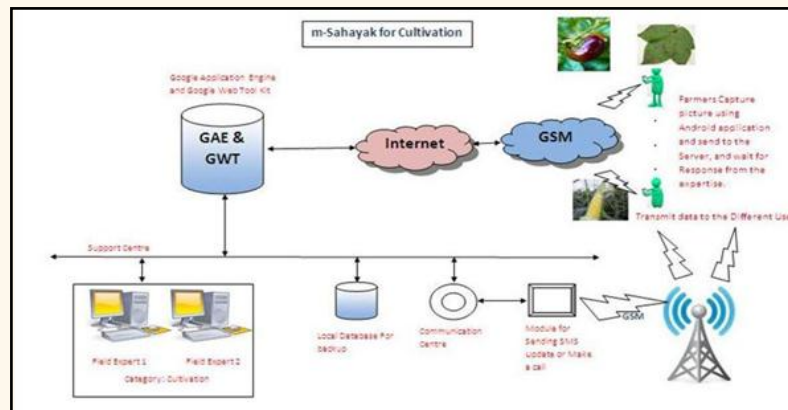 m-Sahayak for Cultivation
Google Application Engine
and Google Web Tool Kit
GAE &
GWT
Internet
GSM
Farmers Capture
picture using
Android application
and send to the
Server, and wait for
Response from the
expertise.
Transmit data to the Different Use
Support Centre
Field Expert 1
Field Expert 2
Category: Cultivation
Local Database For
backup
Communication
Centre
Module for
Sending SMS
update or Make
a call
GSM